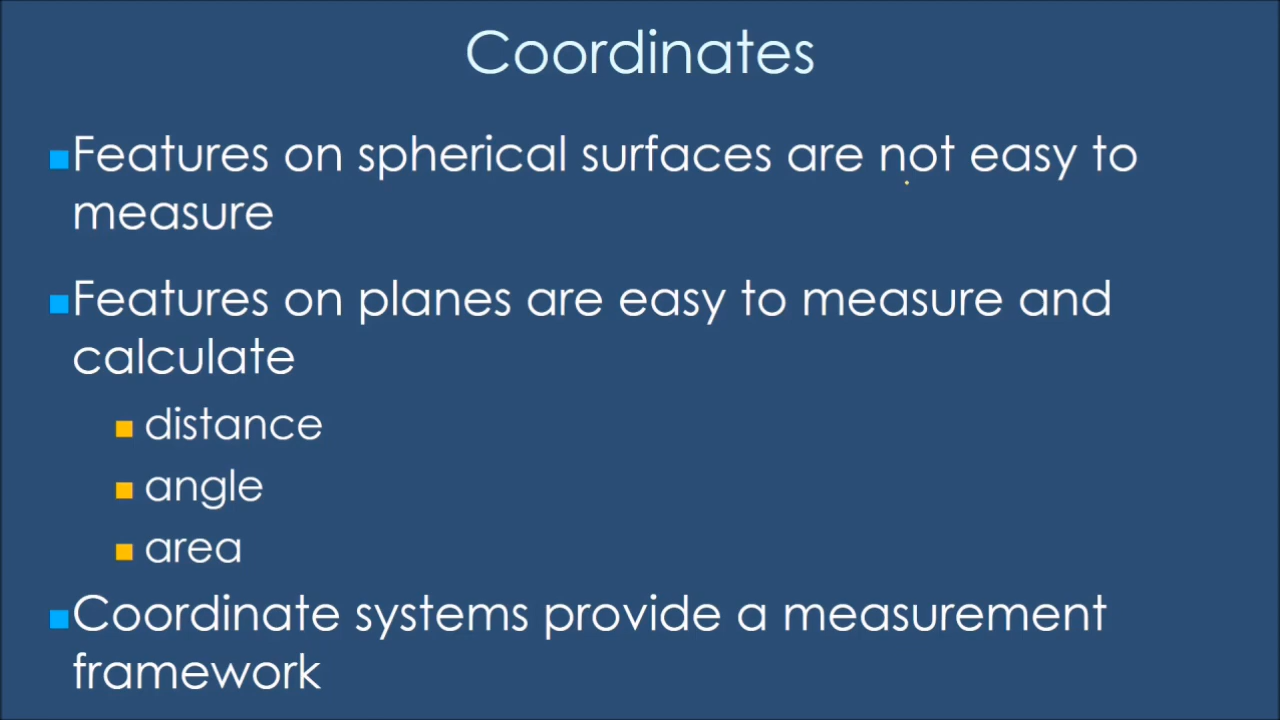 Coordinates
Features on spherical surfaces are not easy to
measure
Features on planes are easy to measure and
calculate
distance
angle
area
Coordinate systems provide a measurement
framework